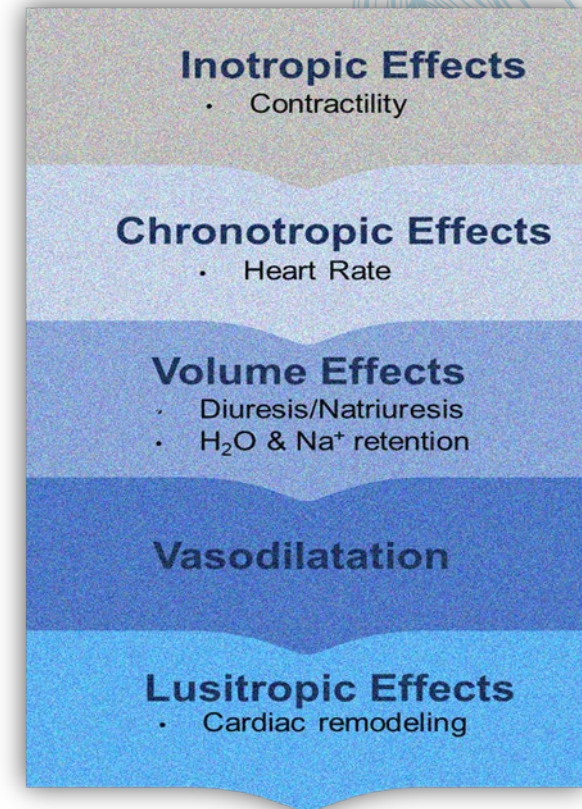 Inotropic Effects
• Contractility
Chronotropic Effects
• Heart Rate
Volume Effects
• Diuresis/Natriuresis
• H₂O & Na⁺ retention
Vasodilatation
Lusitropic Effects
• Cardiac remodeling